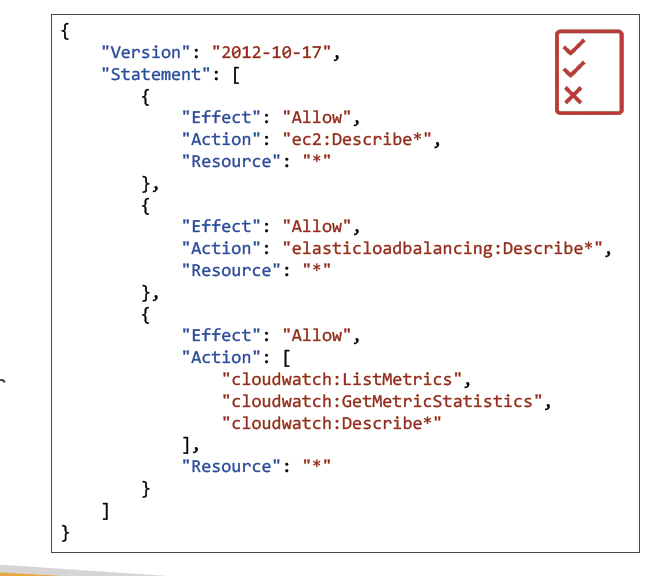 {
"Version": "2012-10-17",
"Statement": [
{
"Effect": "Allow",
"Action": "ec2:Describe*",
"Resource": "*"
},
{
"Effect": "Allow",
"Action": "elasticloadbalancing:Describe*",
"Resource": "*"
},
{
"Effect": "Allow",
"Action": [
"cloudwatch:ListMetrics",
"cloudwatch:GetMetricStatistics",
"cloudwatch:Describe*"
],
"Resource": "*"
}
]
}